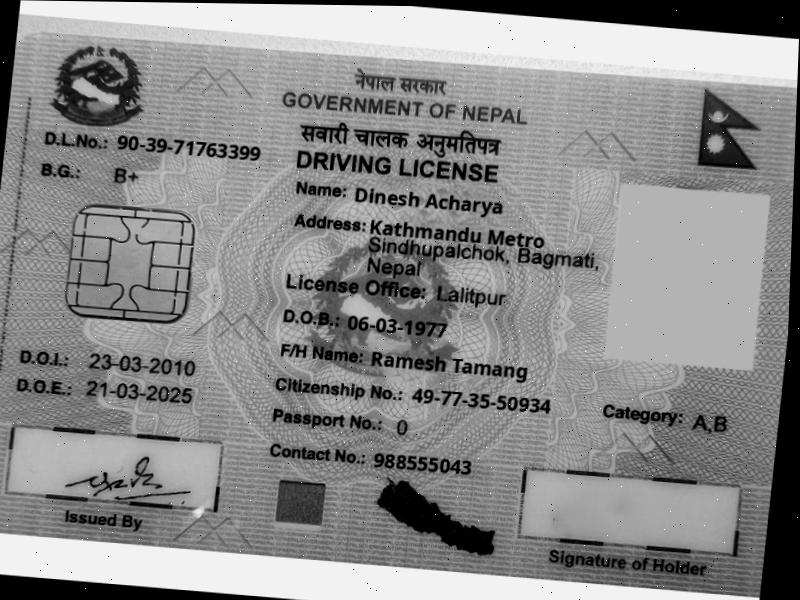 नेपाल सरकार
GOVERNMENT OF NEPAL
सवारी चालक अनुमतिपत्र
DRIVING LICENSE
D.L.No.: 90-39-71763399
B.G.: B+
Name: Dinesh Acharya
Address: Kathmandu Metro
Sindhupalchok, Bagmati,
Nepal
License Office: Lalitpur
D.O.B.: 06-03-1977
F/H Name: Ramesh Tamang
D.O.I.: 23-03-2010
D.O.E.: 21-03-2025
Citizenship No.: 49-77-35-50934
Category: A,B
Passport No.: 0
Contact No.: 988555043
Issued By
Signature of Holder